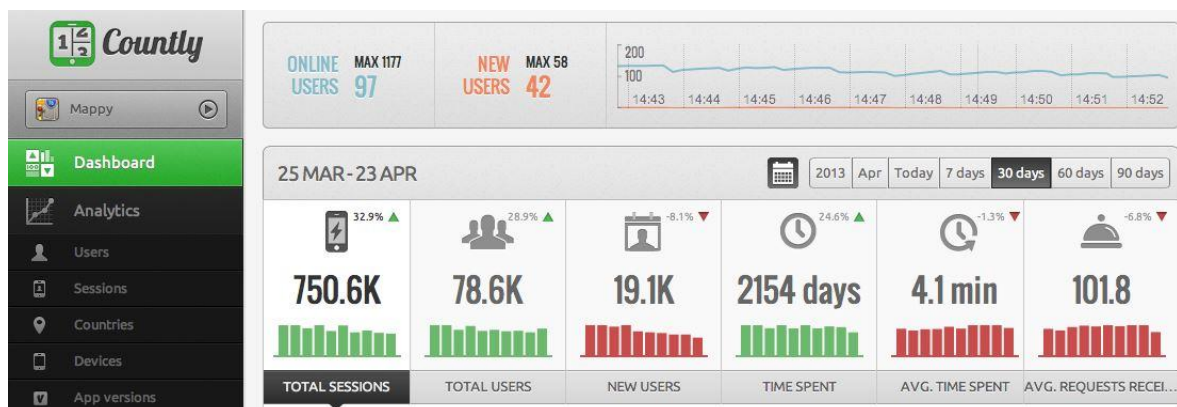 Countly
Mappy
Dashboard
Analytics
Users
Sessions
Countries
Devices
App versions
ONLINE USERS MAX 1177 97
NEW USERS MAX 58 42
200
100
14:43 14:44 14:45 14:46 14:47 14:48 14:49 14:50 14:51 14:52
25 MAR - 23 APR
2013 Apr Today 7 days 30 days 60 days 90 days
32.9% 28.9% -8.1% 24.6% -1.3% -6.8%
750.6K 78.6K 19.1K 2154 days 4.1 min 101.8
TOTAL SESSIONS TOTAL USERS NEW USERS TIME SPENT AVG. TIME SPENT AVG. REQUESTS RECEI...